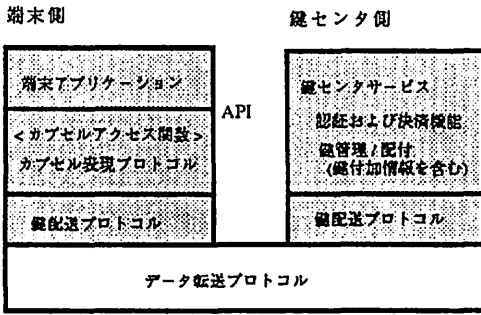 端末側
端末アプリケーション
API
<カプセルアクセス関数>
カプセル表現プロトコル
鍵配送プロトコル
鍵センタ側
鍵センタサービス
認証および決済機能
鍵管理/配付
(鍵付加情報を含む)
鍵配送プロトコル
データ転送プロトコル